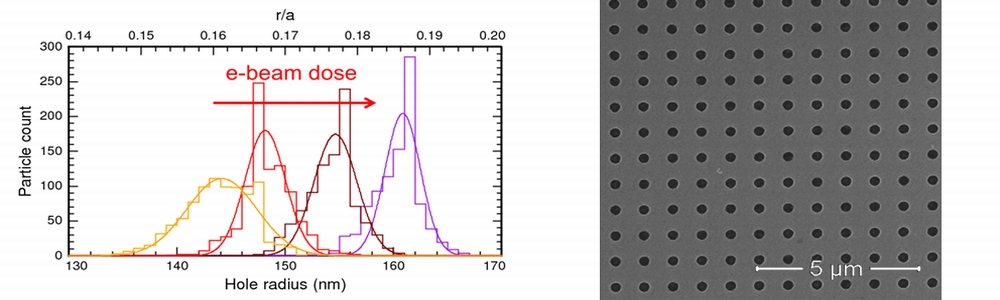 r/a
0.14 0.15 0.16 0.17 0.18 0.19 0.20
300
250
200
150
100
50
0
Particle count
e-beam dose
130 140 150 160 170
Hole radius (nm)
5 µm